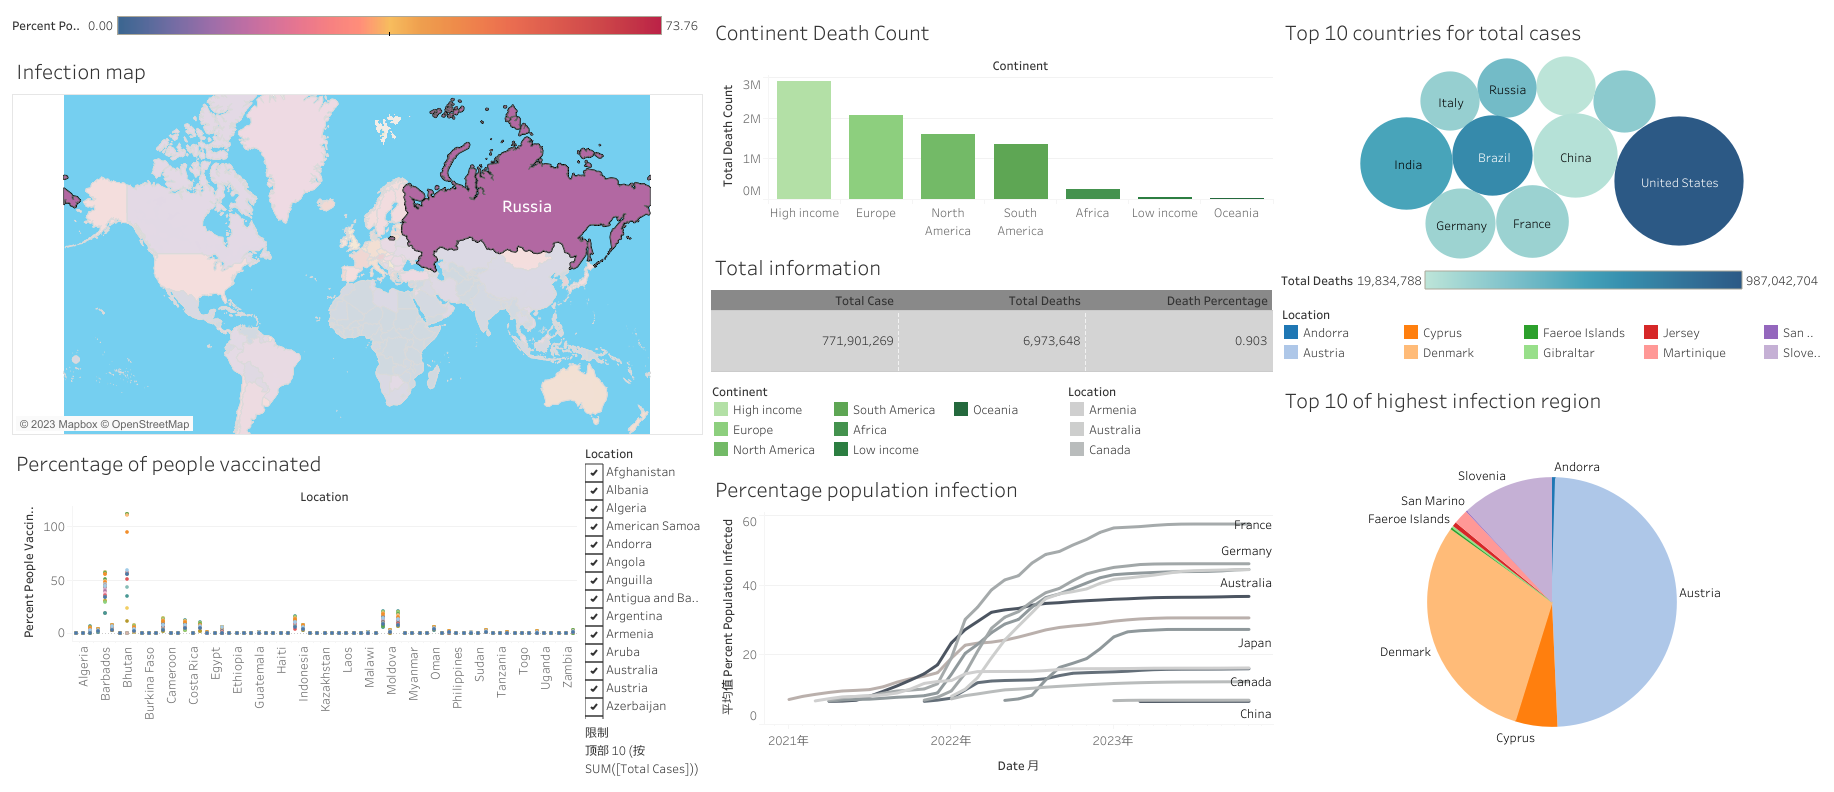 Percent Po..
0.00
73.76
Infection map
Russia
© 2023 Mapbox © OpenStreetMap
Percentage of people vaccinated
Location
Percent People Vaccin..
100
50
0
Algeria
Barbados
Bhutan
Burkina Faso
Cameroon
Costa Rica
Egypt
Ethiopia
Guatemala
Haiti
Indonesia
Kazakhstan
Laos
Malawi
Moldova
Myanmar
Oman
Philippines
Sudan
Tanzania
Togo
Uganda
Zambia
Location
Afghanistan
Albania
Algeria
American Samoa
Andorra
Angola
Anguilla
Antigua and Ba..
Argentina
Armenia
Aruba
Australia
Austria
Azerbaijan
限制
顶部 10 (按
SUM([Total Cases]))
Continent Death Count
Continent
Total Death Count
3M
2M
1M
0M
High income
Europe
North
America
South
America
Africa
Low income
Oceania
Total information
Total Case
Total Deaths
Death Percentage
771,901,269
6,973,648
0.903
Continent
High income
Europe
North America
South America
Africa
Low income
Oceania
Location
Armenia
Australia
Canada
Percentage population infection
平均值 Percent Population Infected
60
40
20
0
France
Germany
Australia
Japan
Canada
China
2021年
2022年
2023年
Date 月
Top 10 countries for total cases
Italy
Russia
India
Brazil
China
United States
Germany
France
Total Deaths
19,834,788
987,042,704
Location
Andorra
Austria
Cyprus
Denmark
Faeroe Islands
Gibraltar
Jersey
Martinique
San ..
Slove..
Top 10 of highest infection region
Andorra
Slovenia
San Marino
Faeroe Islands
Austria
Denmark
Cyprus